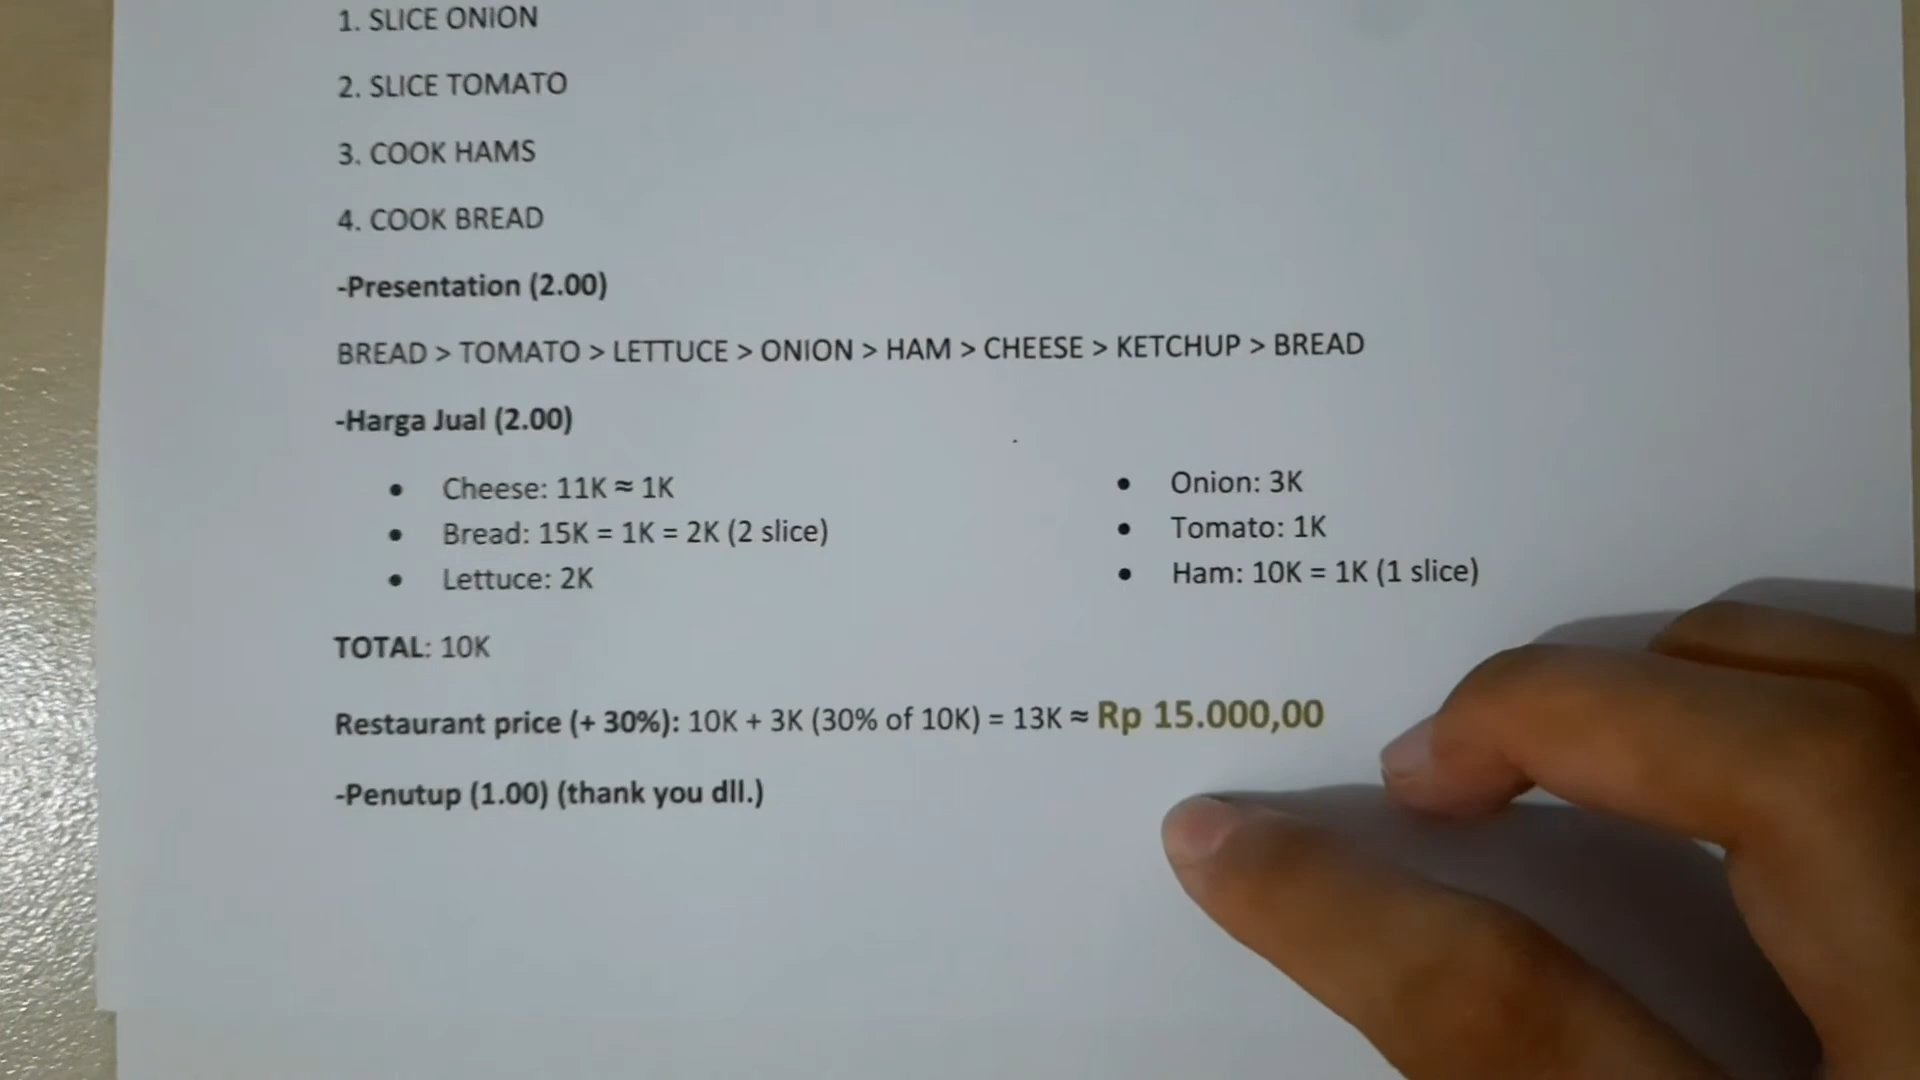 1. SLICE ONION
2. SLICE TOMATO
3. COOK HAMS
4. COOK BREAD
-Presentation (2.00)
BREAD > TOMATO > LETTUCE > ONION > HAM > CHEESE > KETCHUP > BREAD
-Harga Jual (2.00)
• Cheese: 11K ≈ 1K
• Bread: 15K = 1K = 2K (2 slice)
• Lettuce: 2K
• Onion: 3K
• Tomato: 1K
• Ham: 10K = 1K (1 slice)
TOTAL: 10K
Restaurant price (+ 30%): 10K + 3K (30% of 10K) = 13K ≈ Rp 15.000,00
-Penutup (1.00) (thank you dll.)